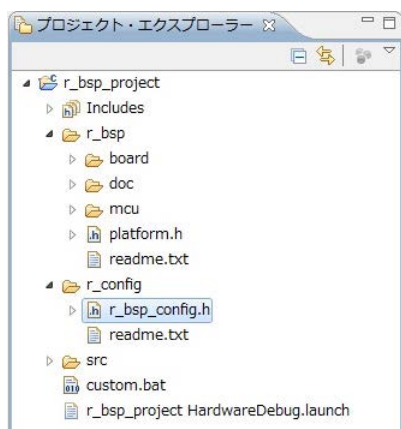 プロジェクト・エクスプローラー
r_bsp_project
Includes
r_bsp
board
doc
mcu
platform.h
readme.txt
r_config
r_bsp_config.h
readme.txt
src
custom.bat
r_bsp_project HardwareDebug.launch